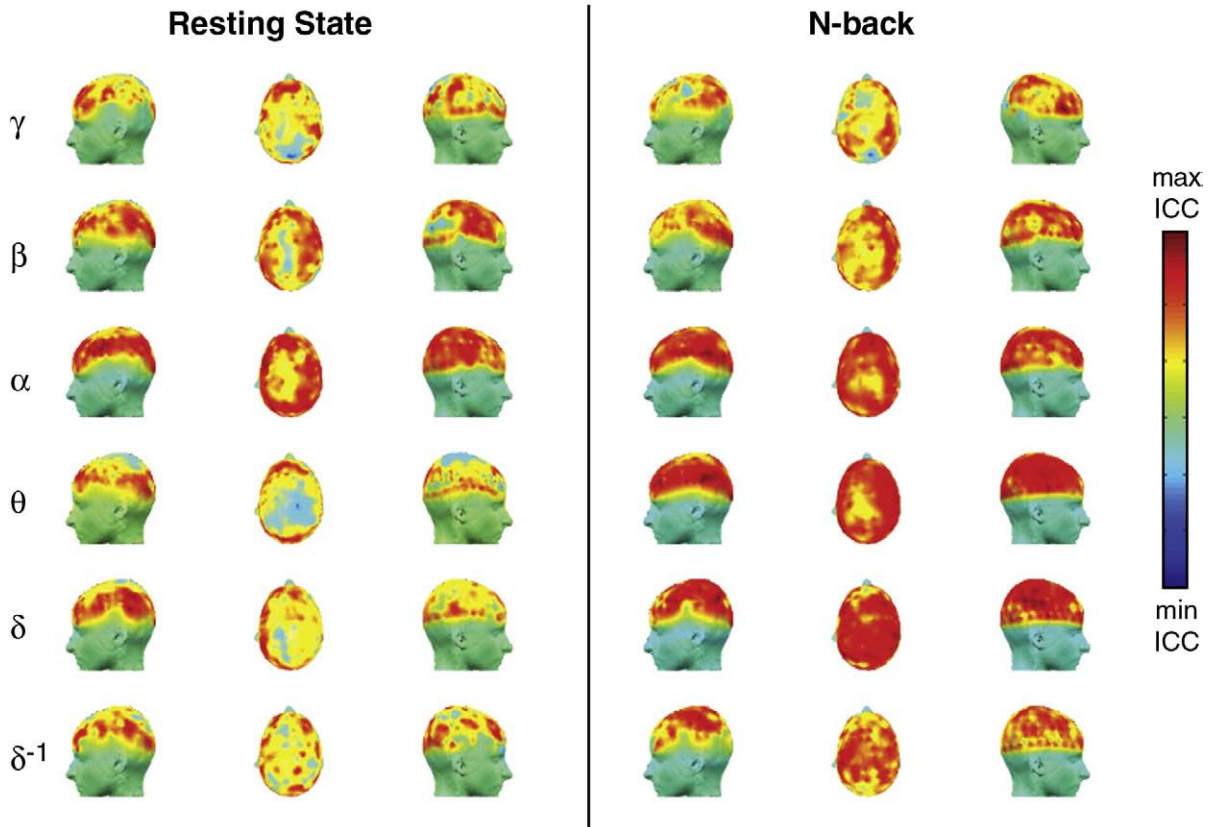 Resting State
N-back
γ
β
α
θ
δ
δ-1
max
ICC
min
ICC